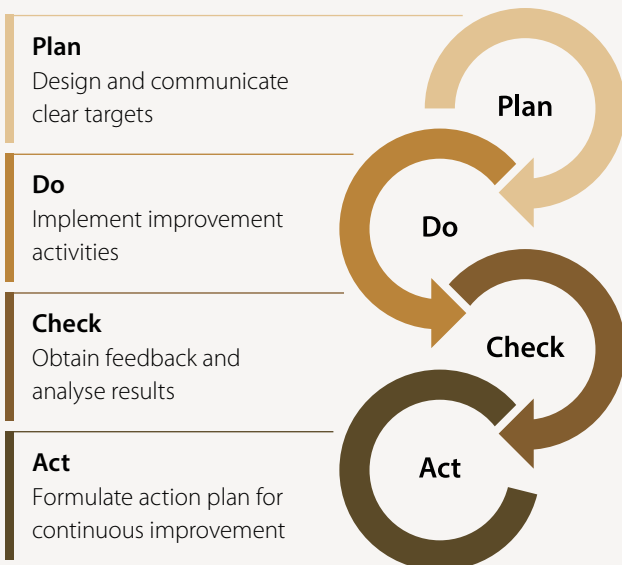 Plan
Design and communicate
clear targets
Do
Implement improvement
activities
Check
Obtain feedback and
analyse results
Act
Formulate action plan for
continuous improvement
Plan
Do
Check
Act